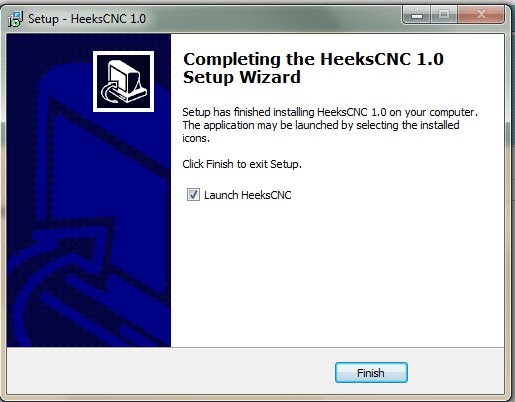 Setup - HeeksCNC 1.0
Completing the HeeksCNC 1.0
Setup Wizard
Setup has finished installing HeeksCNC 1.0 on your computer.
The application may be launched by selecting the installed
icons.
Click Finish to exit Setup.
Launch HeeksCNC
Finish